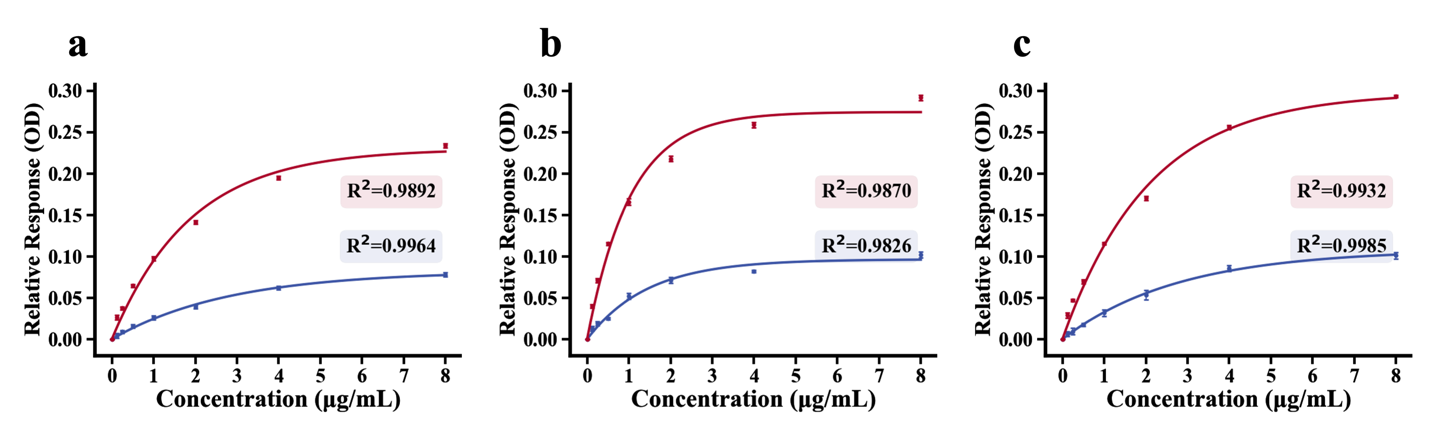 a
0.30
0.25
0.20
0.15
0.10
0.05
0.00
Relative Response (OD)
R²=0.9892
R²=0.9964
0 1 2 3 4 5 6 7 8
Concentration (μg/mL)
b
0.30
0.25
0.20
0.15
0.10
0.05
0.00
Relative Response (OD)
R²=0.9870
R²=0.9826
0 1 2 3 4 5 6 7 8
Concentration (μg/mL)
c
0.30
0.25
0.20
0.15
0.10
0.05
0.00
Relative Response (OD)
R²=0.9932
R²=0.9985
0 1 2 3 4 5 6 7 8
Concentration (μg/mL)